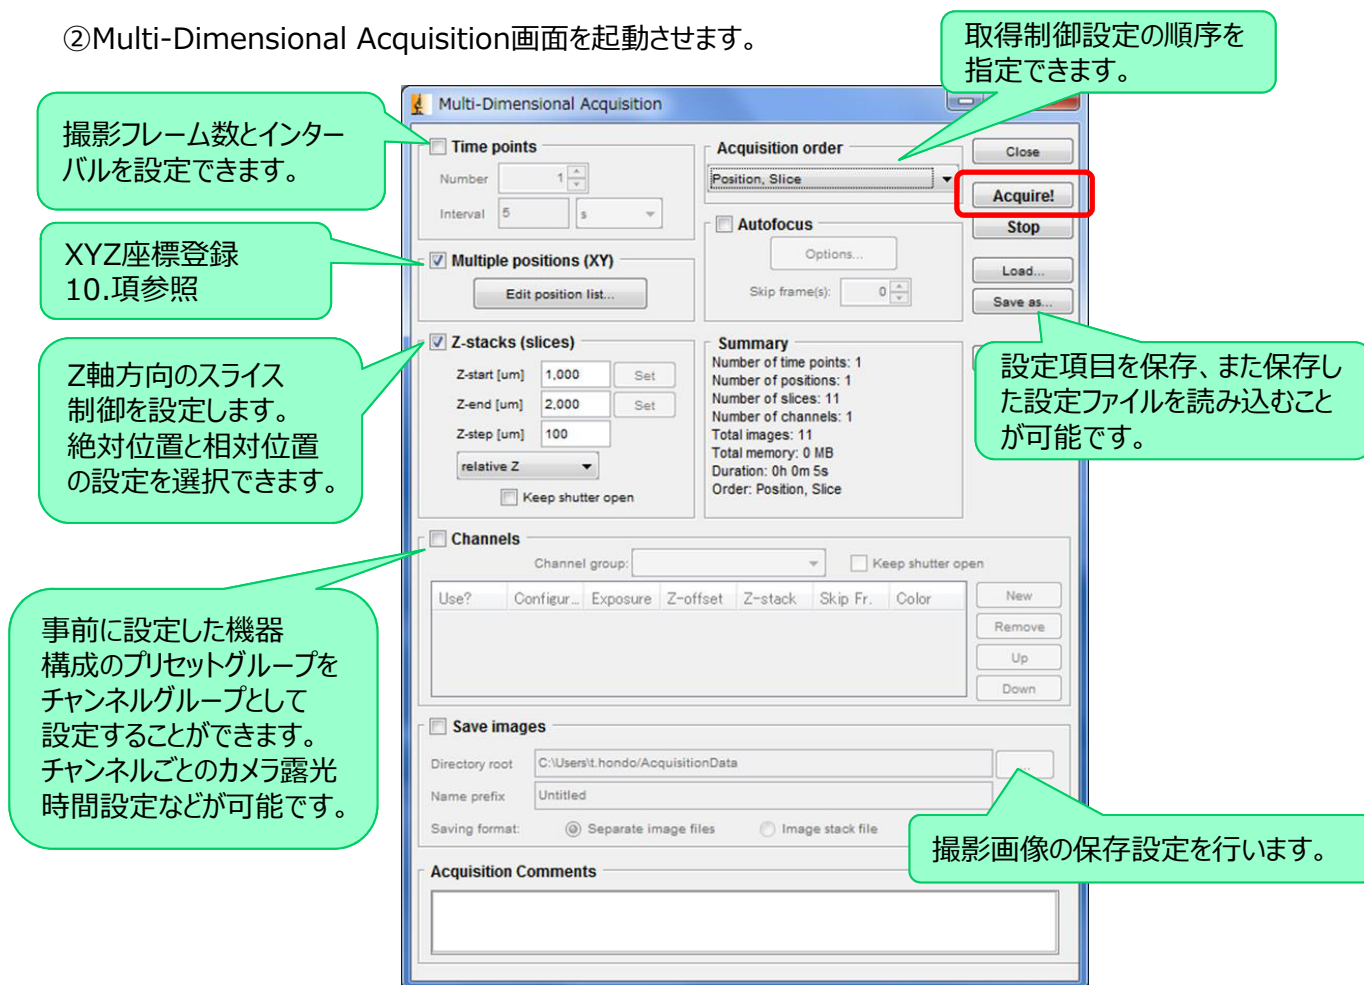 ②Multi-Dimensional Acquisition画面を起動させます。
取得制御設定の順序を
指定できます。
撮影フレーム数とインター
バルを設定できます。
XYZ座標登録
10.項参照
Z軸方向のスライス
制御を設定します。
絶対位置と相対位置
の設定を選択できます。
事前に設定した機器
構成のプリセットグループを
チャンネルグループとして
設定することができます。
チャンネルごとのカメラ露光
時間設定などが可能です。
Multi-Dimensional Acquisition
Time points
Number 1
Interval 5 s
Multiple positions (XY)
Edit position list...
Z-stacks (slices)
Z-start [um] 1,000 Set
Z-end [um] 2,000 Set
Z-step [um] 100
relative Z
Keep shutter open
Acquisition order
Position, Slice
Autofocus
Options...
Skip frame(s): 0
Summary
Number of time points: 1
Number of positions: 1
Number of slices: 11
Number of channels: 1
Total images: 11
Total memory: 0 MB
Duration: 0h 0m 5s
Order: Position, Slice
Close
Acquire!
Stop
Load...
Save as...
設定項目を保存、また保存し
た設定ファイルを読み込むこと
が可能です。
Channels
Channel group: Keep shutter open
Use? Configur... Exposure Z-offset Z-stack Skip Fr. Color
New
Remove
Up
Down
Save images
Directory root C:\Users\t.hondo/AcquisitionData ...
Name prefix Untitled
Saving format: Separate image files Image stack file
撮影画像の保存設定を行います。
Acquisition Comments